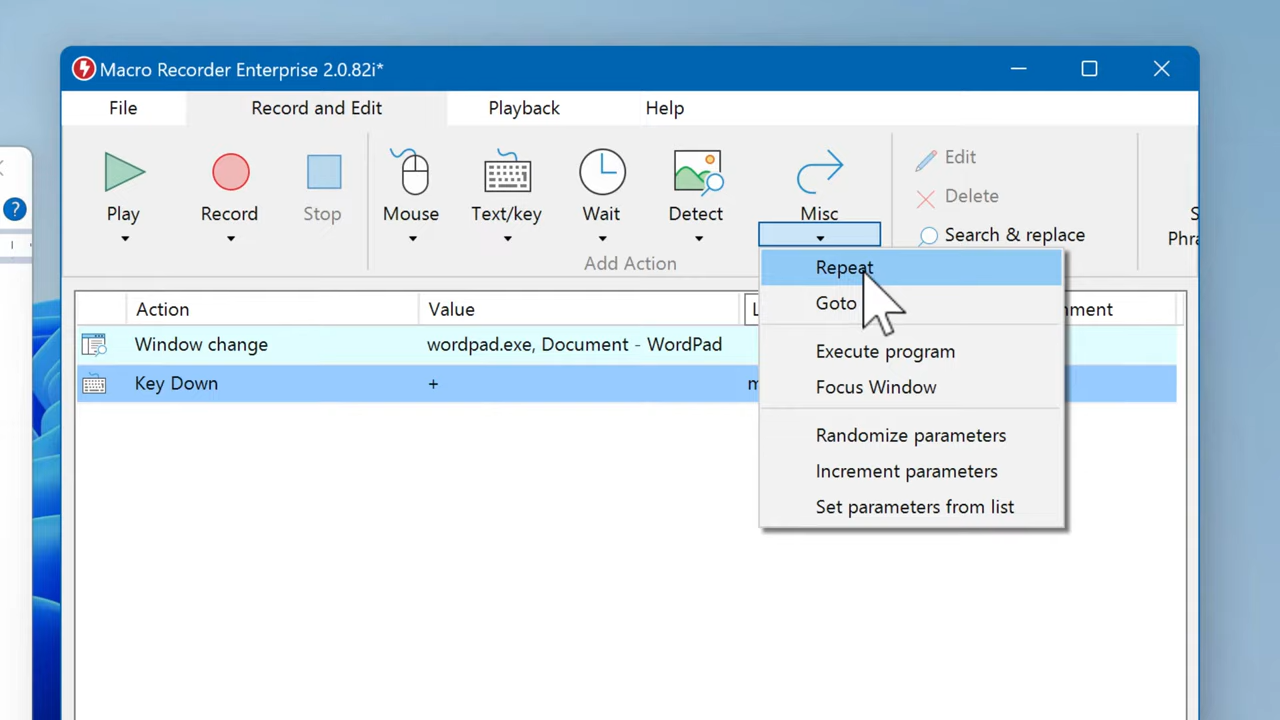 Macro Recorder Enterprise 2.0.82i*
File Record and Edit Playback Help
Play Record Stop Mouse Text/key Wait Detect Misc
Edit
Delete
Search & replace
Add Action
?
Action Value
Window change wordpad.exe, Document - WordPad
Key Down +
Repeat
Goto
Execute program
Focus Window
Randomize parameters
Increment parameters
Set parameters from list